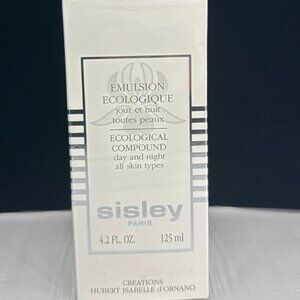 EMULSION
ECOLOGIQUE
jour et nuit
toutes peaux
ECOLOGICAL
COMPOUND
day and night
all skin types
sisley
PARIS
4.2 FL. OZ. 125 ml
CREATIONS
HUBERT ISABELLE d'ORNANO